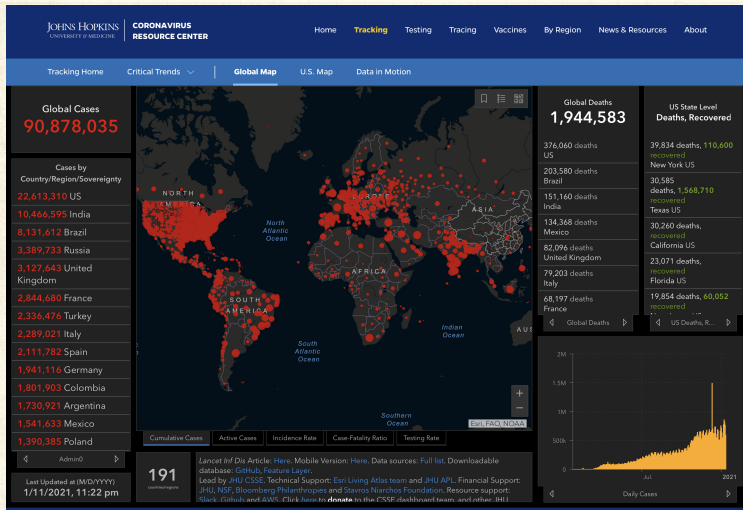 JOHNS HOPKINS
UNIVERSITY & MEDICINE
CORONAVIRUS
RESOURCE CENTER
Home
Tracking
Testing
Tracing
Vaccines
By Region
News & Resources
About
Tracking Home
Critical Trends
Global Map
U.S. Map
Data in Motion
Global Cases
90,878,035
Cases by
Country/Region/Sovereignty
22,613,310 US
10,466,595 India
8,131,612 Brazil
3,389,733 Russia
3,127,643 United
Kingdom
2,844,680 France
2,336,476 Turkey
2,289,021 Italy
2,111,782 Spain
1,941,116 Germany
1,801,903 Colombia
1,730,921 Argentina
1,541,633 Mexico
1,390,385 Poland
Admin0
Last Updated at (M/D/YYYY)
1/11/2021, 11:22 pm
NORTH
AMERICA
North
Atlantic
Ocean
EUROPE
ASIA
AFRICA
SOUTH
AMERICA
South
Atlantic
Ocean
Indian
Ocean
AUS
Southern
Ocean
+
−
Esri, FAO, NOAA
Cumulative Cases
Active Cases
Incidence Rate
Case-Fatality Ratio
Testing Rate
191
countries/regions
Lancet Inf Dis Article: Here. Mobile Version: Here. Data sources: Full list. Downloadable
database: GitHub, Feature Layer.
Lead by JHU CSSE. Technical Support: Esri Living Atlas team and JHU APL. Financial Support:
JHU, NSF, Bloomberg Philanthropies and Stavros Niarchos Foundation. Resource support:
Slack, Github and AWS. Click here to donate to the CSSE dashboard team, and other JHU
Global Deaths
1,944,583
376,060 deaths
US
203,580 deaths
Brazil
151,160 deaths
India
134,368 deaths
Mexico
82,096 deaths
United Kingdom
79,203 deaths
Italy
68,197 deaths
France
Global Deaths
US State Level
Deaths, Recovered
39,834 deaths, 110,600
recovered
New York US
30,585
deaths, 1,568,710
recovered
Texas US
30,260 deaths,
recovered
California US
23,071 deaths,
recovered
Florida US
19,854 deaths, 60,052
recovered
US Deaths, R...
2M
1.5M
1M
500k
0
Jul
2021
Daily Cases